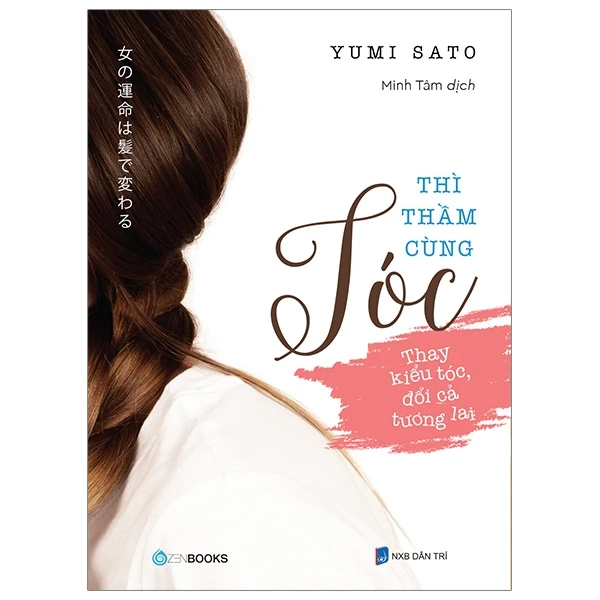 女の運命は髪で変わる
YUMI SATO
Minh Tâm dịch
THÌ
THẦM
CÙNG
TÓC
Thay
kiểu tóc,
đổi cả
tương lai
ZENBOOKS
NXB DÂN TRÍ